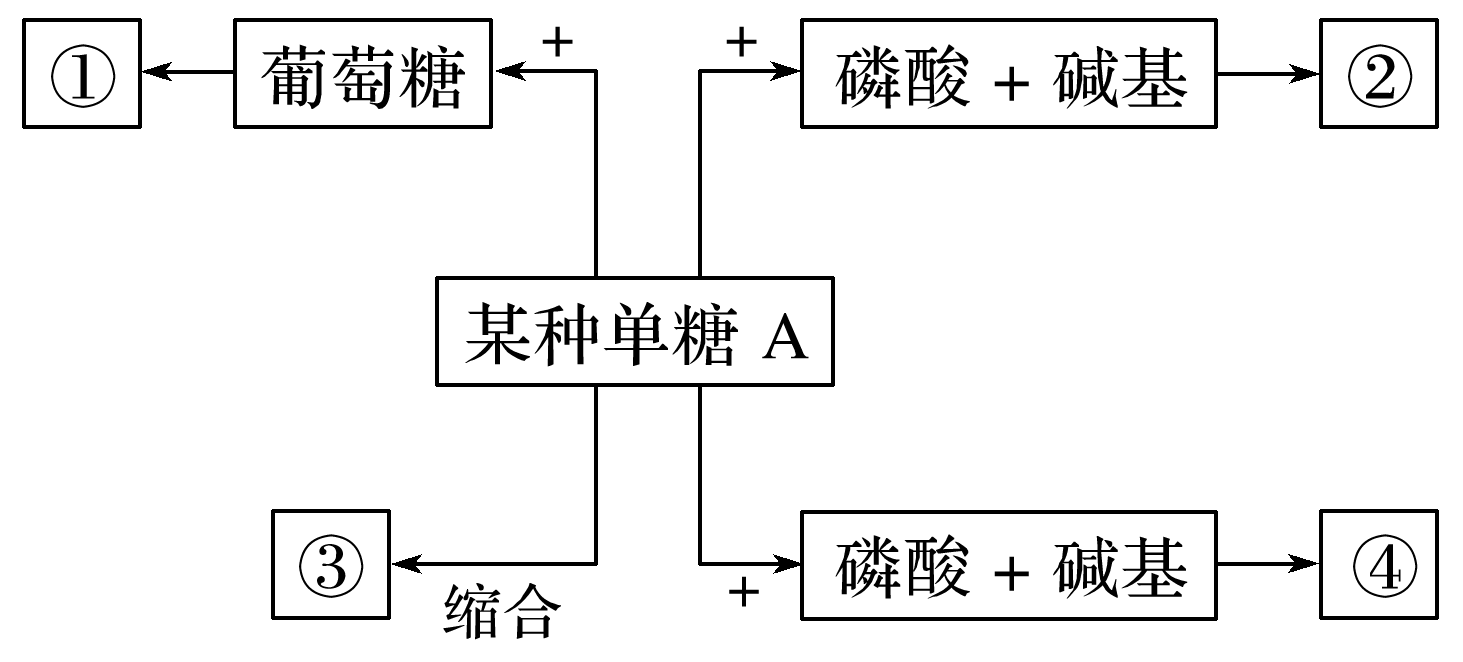 ① 葡萄糖 + + 磷酸 + 碱基 ②
某种单糖 A
③ 缩合 + 磷酸 + 碱基 ④